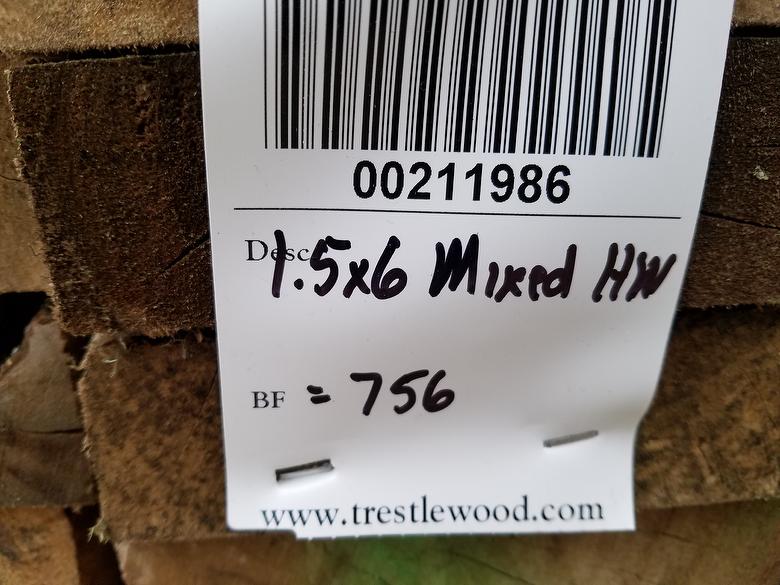 00211986
Desc 1.5x6 Mixed HW
BF = 756
www.trestlewood.com